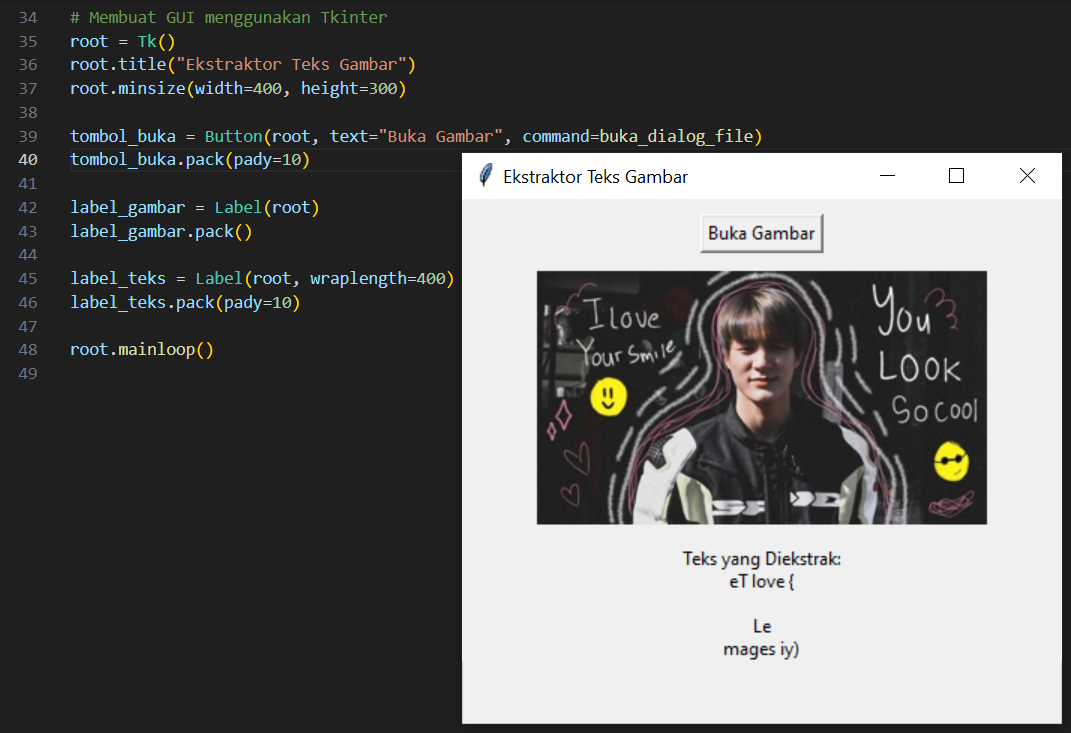 34 # Membuat GUI menggunakan Tkinter
35 root = Tk()
36 root.title("Ekstraktor Teks Gambar")
37 root.minsize(width=400, height=300)
38
39 tombol_buka = Button(root, text="Buka Gambar", command=buka_dialog_file)
40 tombol_buka.pack(pady=10)
41
42 label_gambar = Label(root)
43 label_gambar.pack()
44
45 label_teks = Label(root, wraplength=400)
46 label_teks.pack(pady=10)
47
48 root.mainloop()
49
Ekstraktor Teks Gambar
Buka Gambar
I love
Your Smile
You
LOOK
So cool
Teks yang Diekstrak:
eT love {
Le
mages iy)